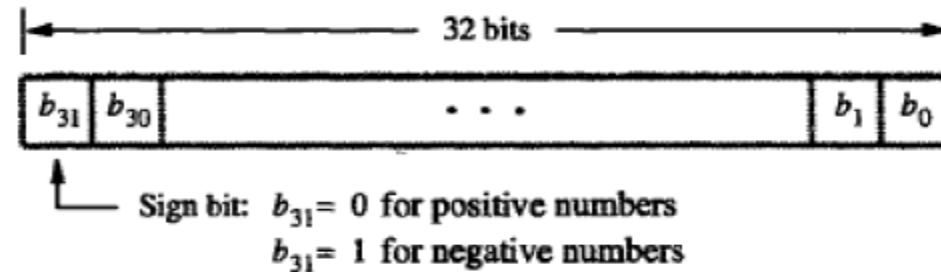 32 bits
b₃₁ b₃₀ . . . b₁ b₀
Sign bit: b₃₁ = 0 for positive numbers
b₃₁ = 1 for negative numbers